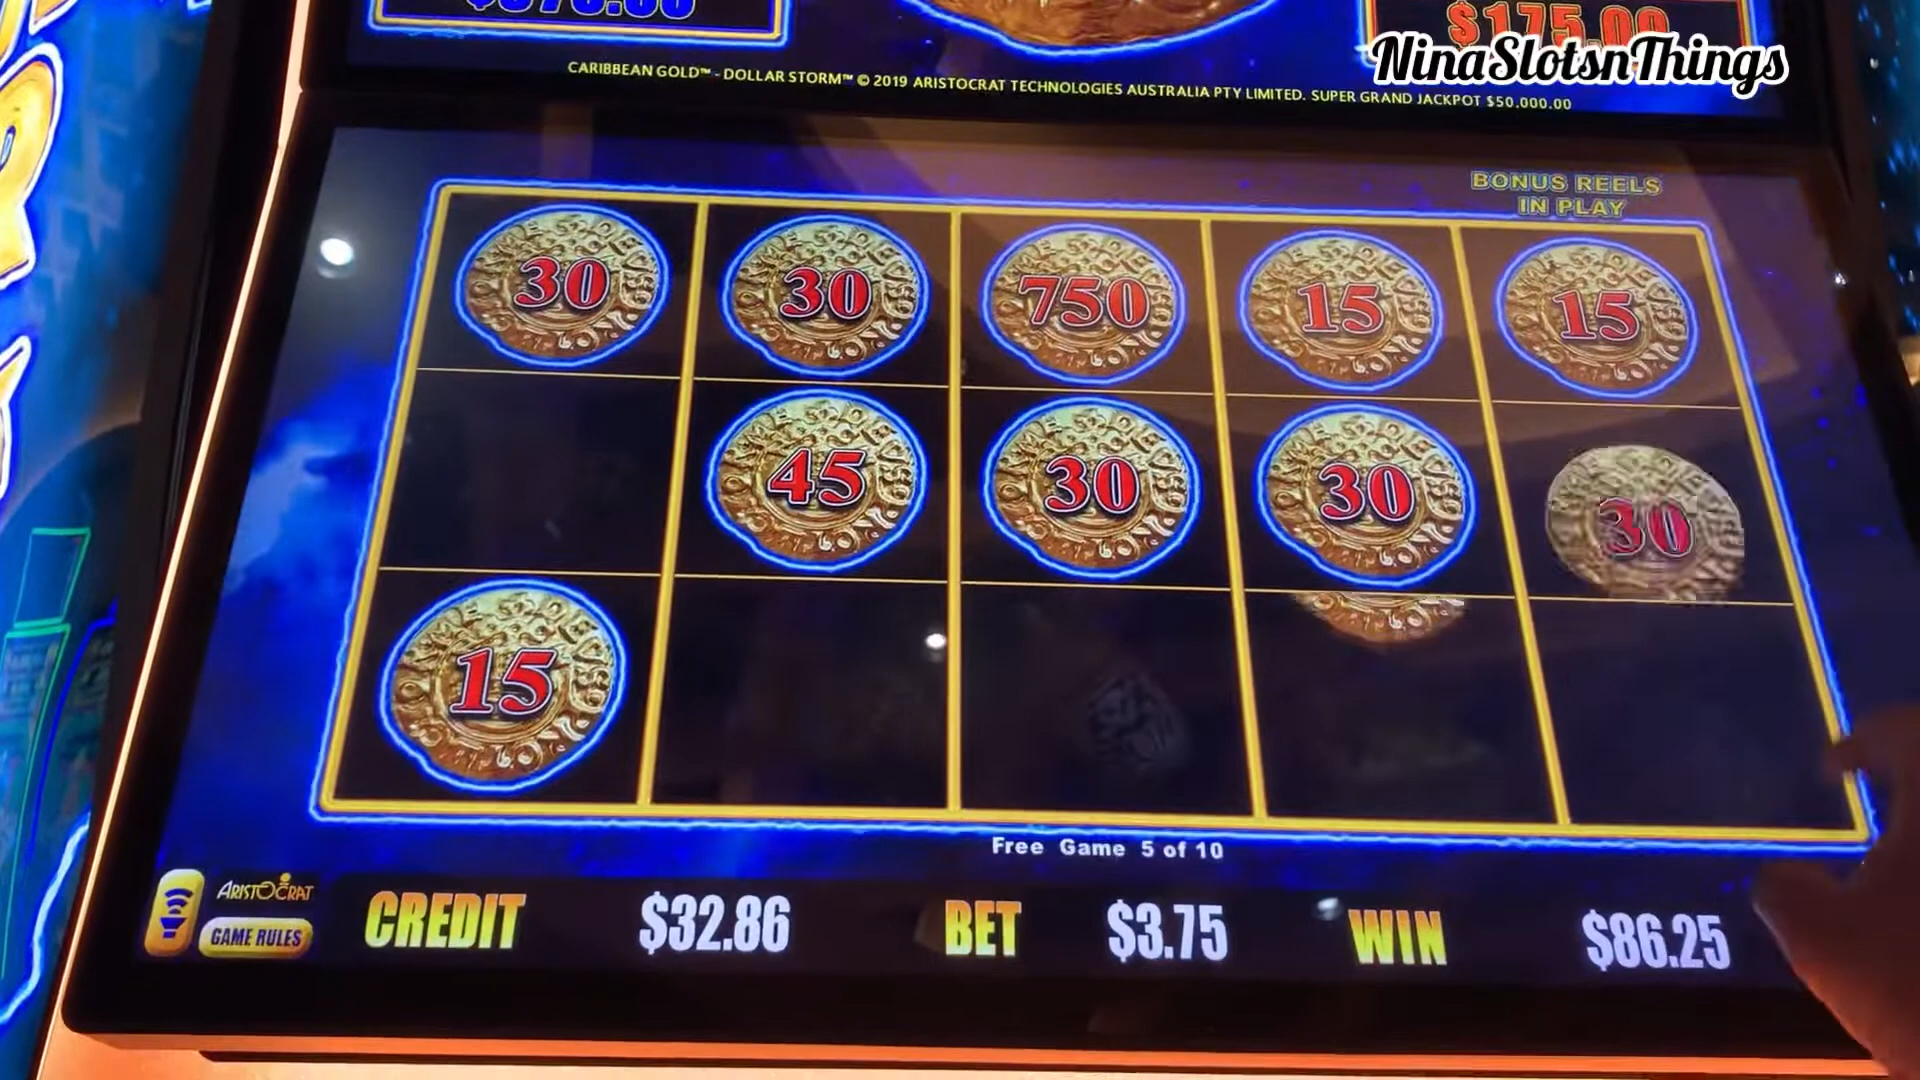 $175.00
NinaSlotsnThings
CARIBBEAN GOLD™ - DOLLAR STORM™ © 2019 ARISTOCRAT TECHNOLOGIES AUSTRALIA PTY LIMITED. SUPER GRAND JACKPOT $50,000.00
BONUS REELS
IN PLAY
30 30 750 15 15
45 30 30 30
15
Free Game 5 of 10
ARISTOCRAT
GAME RULES
CREDIT $32.86 BET $3.75 WIN $86.25